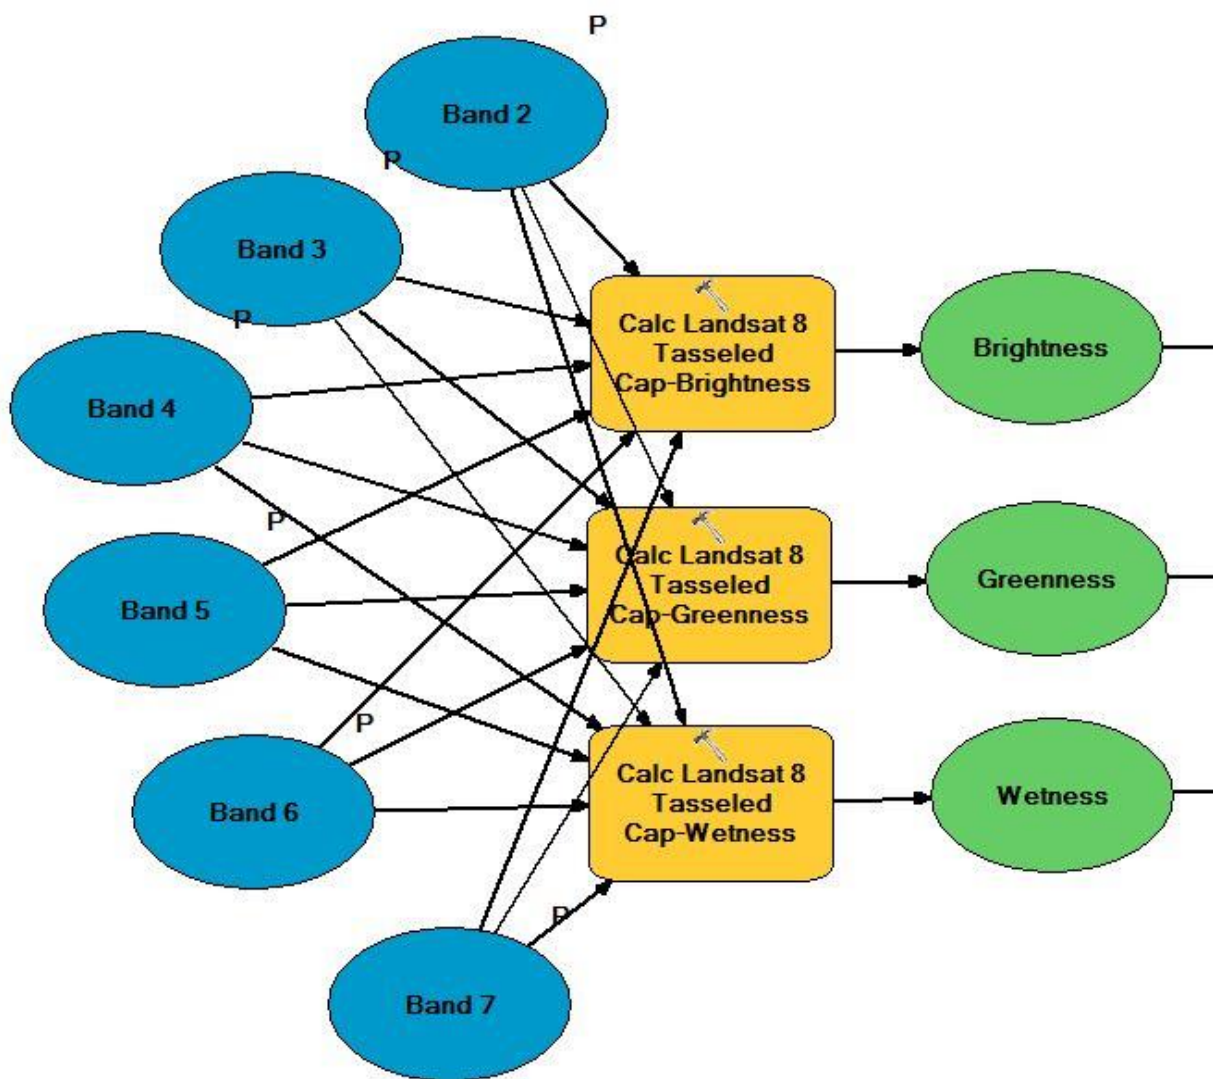 P
Band 2
P
Band 3
P
Band 4
P
Band 5
P
Band 6
P
Band 7
Calc Landsat 8
Tasseled
Cap-Brightness
Brightness
Calc Landsat 8
Tasseled
Cap-Greenness
Greenness
Calc Landsat 8
Tasseled
Cap-Wetness
Wetness